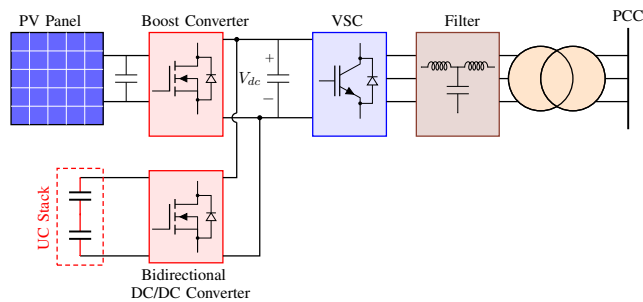 PV Panel
Boost Converter
VSC
Filter
PCC
+
V_dc
−
UC Stack
Bidirectional
DC/DC Converter